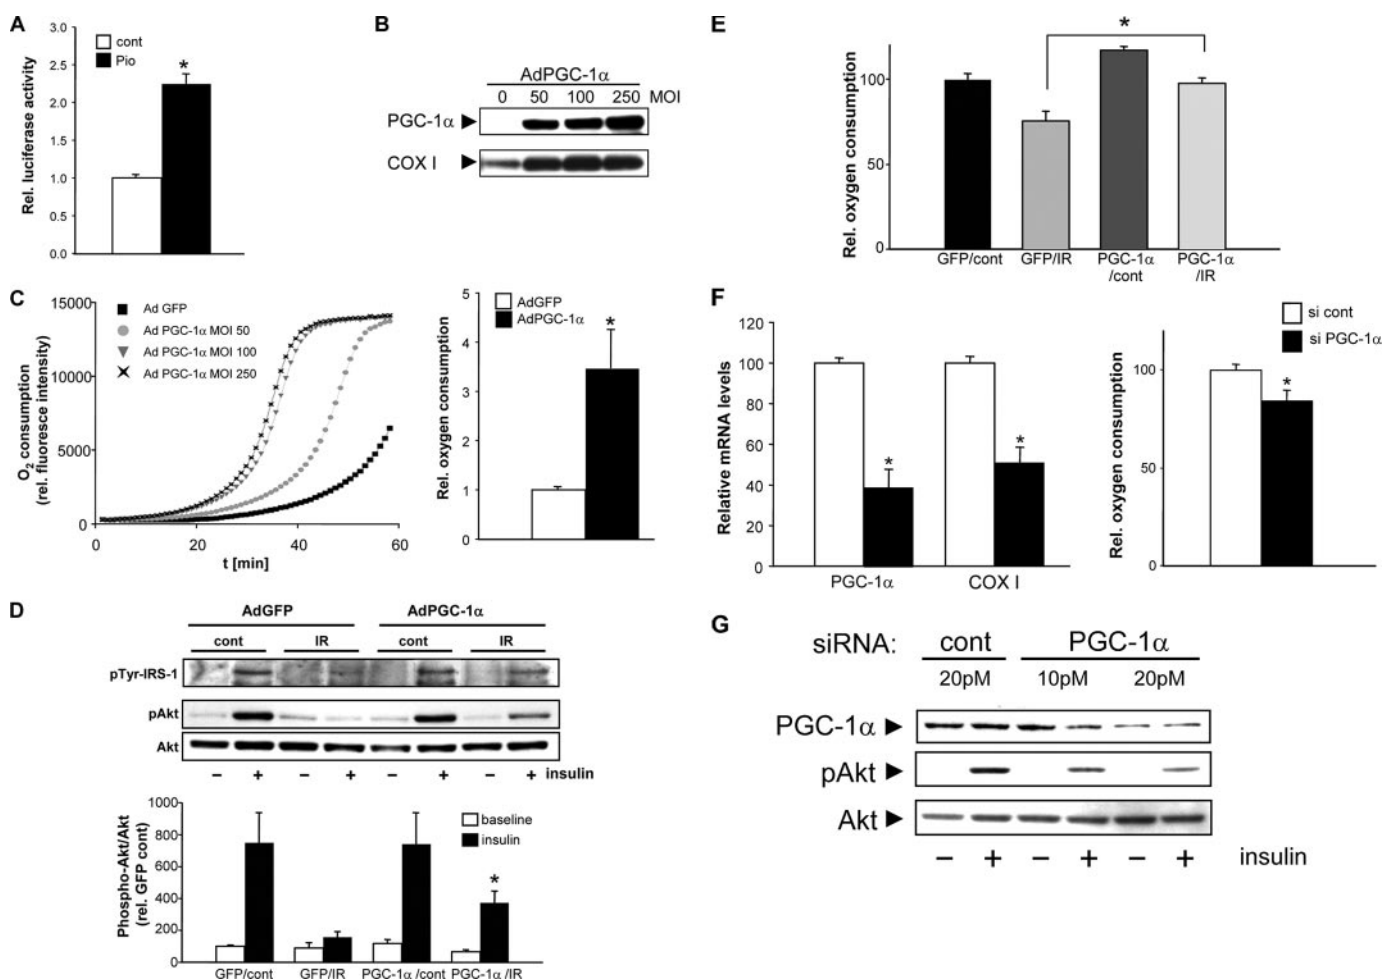 A
Rel. luciferase activity
3.0
2.5
2.0
1.5
1.0
0.5
0.0
cont
Pio
*
B
AdPGC-1α
0 50 100 250 MOI
PGC-1α
COX I
C
O2 consumption
(rel. fluoresce intensity)
15000
10000
5000
0
0 20 40 60
t [min]
Ad GFP
Ad PGC-1α MOI 50
Ad PGC-1α MOI 100
Ad PGC-1α MOI 250
Rel. oxygen consumption
5
4
3
2
1
0
AdGFP
AdPGC-1α
*
D
AdGFP AdPGC-1α
cont IR cont IR
pTyr-IRS-1
pAkt
Akt
– + – + – + – + insulin
Phospho-Akt/Akt
(rel. GFP cont)
1000
800
600
400
200
0
baseline
insulin
*
GFP/cont GFP/IR PGC-1α/cont PGC-1α/IR
E
Rel. oxygen consumption
100
50
0
*
GFP/cont GFP/IR PGC-1α PGC-1α
/cont /IR
F
Relative mRNA levels
120
100
80
60
40
20
0
* *
PGC-1α COX I
Rel. oxygen consumption
100
50
0
si cont
si PGC-1α
*
G
siRNA: cont PGC-1α
20pM 10pM 20pM
PGC-1α
pAkt
Akt
– + – + – + insulin